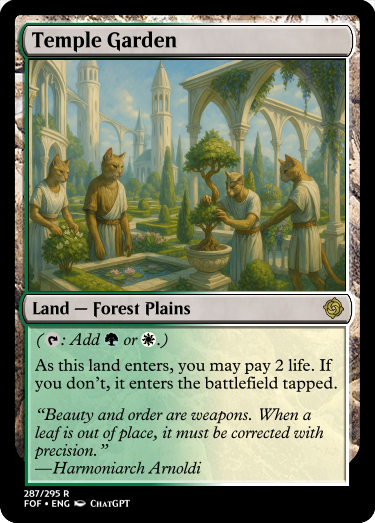 Temple Garden
Land — Forest Plains
( : Add or .)
As this land enters, you may pay 2 life. If
you don’t, it enters the battlefield tapped.
“Beauty and order are weapons. When a
leaf is out of place, it must be corrected with
precision.”
—Harmoniarch Arnoldi
287/295 R
FOF • ENG ChatGPT